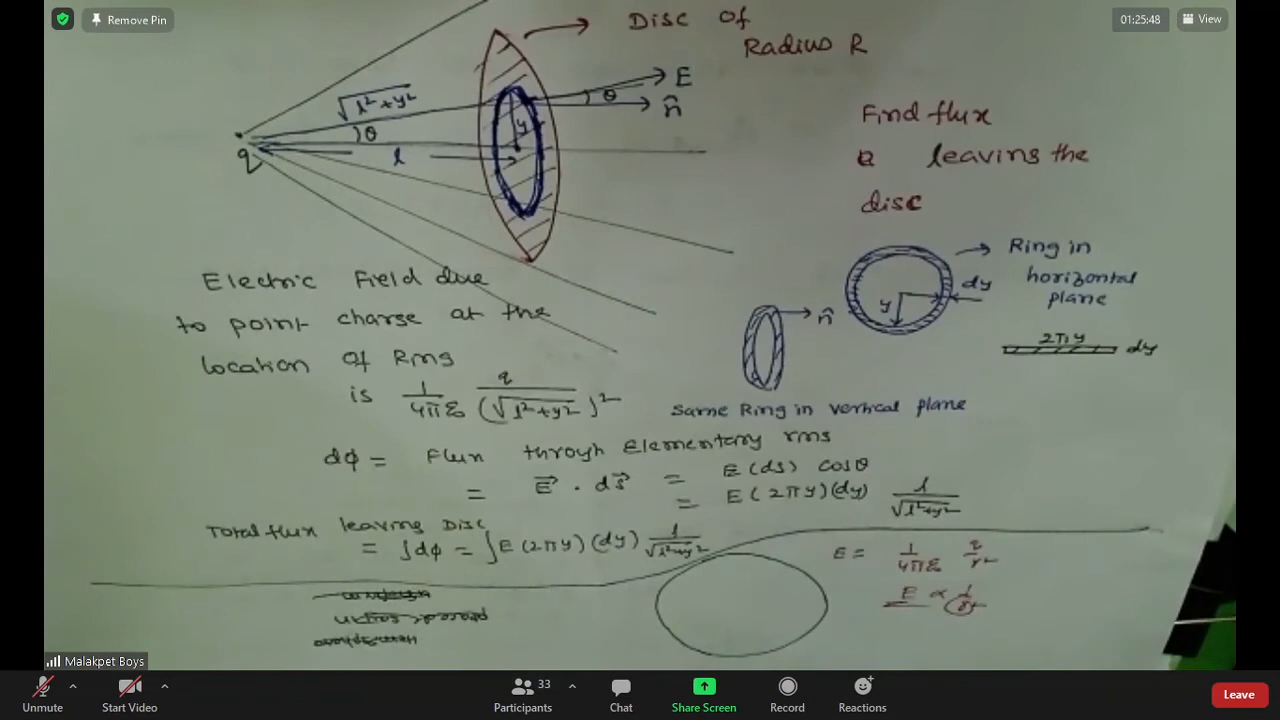 Remove Pin
01:25:48
View
Disc of
Radius R
√l²+y²
θ
E
θ
n̂
y
q
l
Find flux
leaving the
disc
Electric Field due
to point charge at the
location of Ring
is 1/4πε₀ q/(√l²+y²)²
Ring in
horizontal
plane
dy
y
n̂
2πy
dy
Same Ring in vertical plane
dφ = Flux through Elementary ring
= E⃗ . ds⃗ = E(ds) cosθ
= E(2πy)(dy) l/√l²+y²
Total flux leaving Disc
= ∫dφ = ∫E(2πy)(dy) l/√l²+y²
E = 1/4πε₀ q/r²
E ∝ 1/r²
Malakpet Boys
Unmute
Start Video
33
Participants
Chat
Share Screen
Record
Reactions
Leave